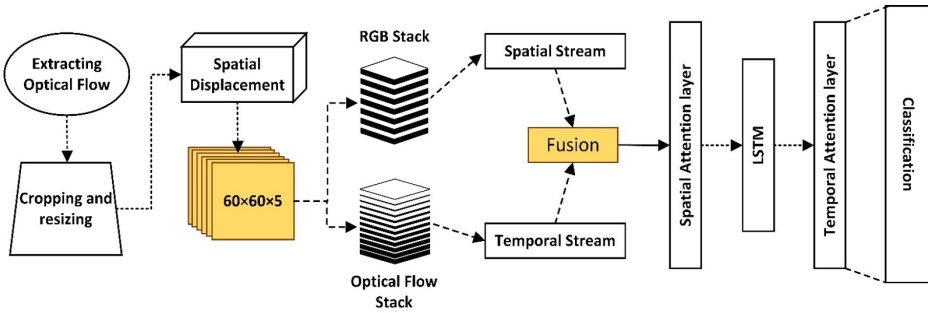 Extracting
Optical Flow
Cropping and
resizing
Spatial
Displacement
60×60×5
RGB Stack
Optical Flow
Stack
Spatial Stream
Fusion
Temporal Stream
Spatial Attention layer
LSTM
Temporal Attention layer
Classification